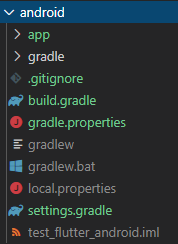 android
app
gradle
.gitignore
build.gradle
gradle.properties
gradlew
gradlew.bat
local.properties
settings.gradle
test_flutter_android.iml